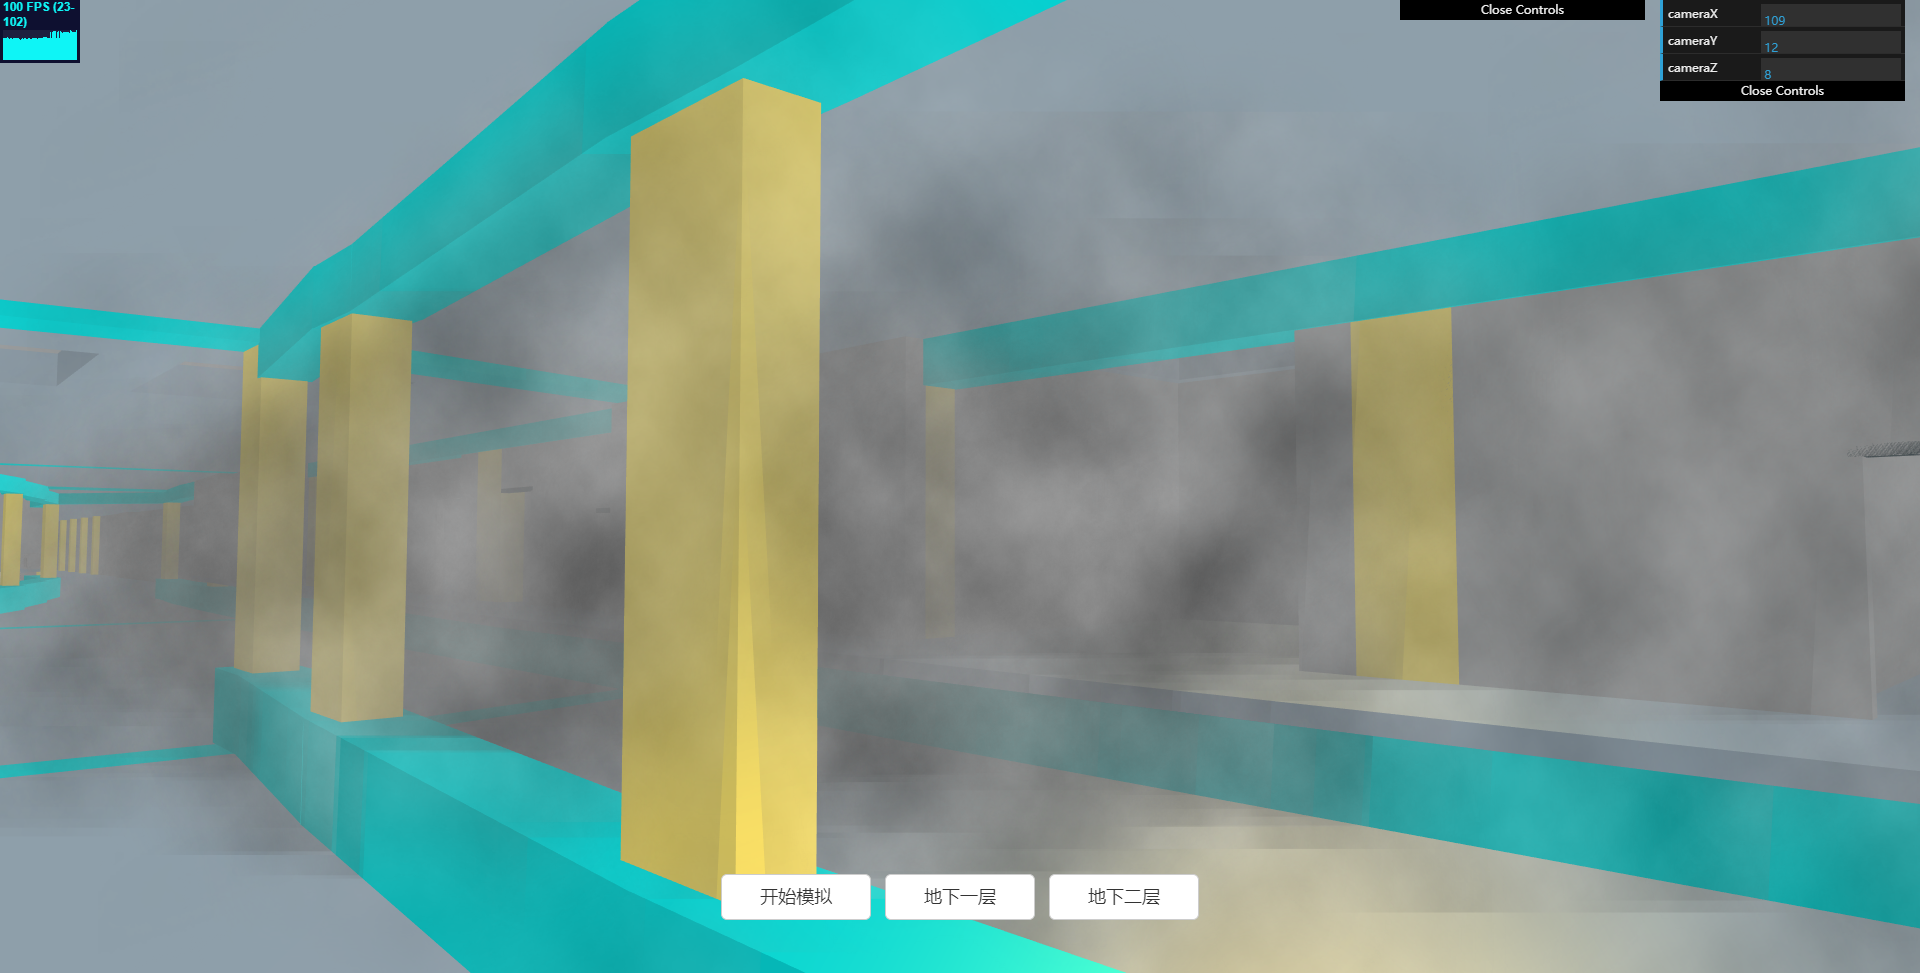 100 FPS (23-
102)
Close Controls
cameraX 109
cameraY 12
cameraZ 8
Close Controls
开始模拟 地下一层 地下二层